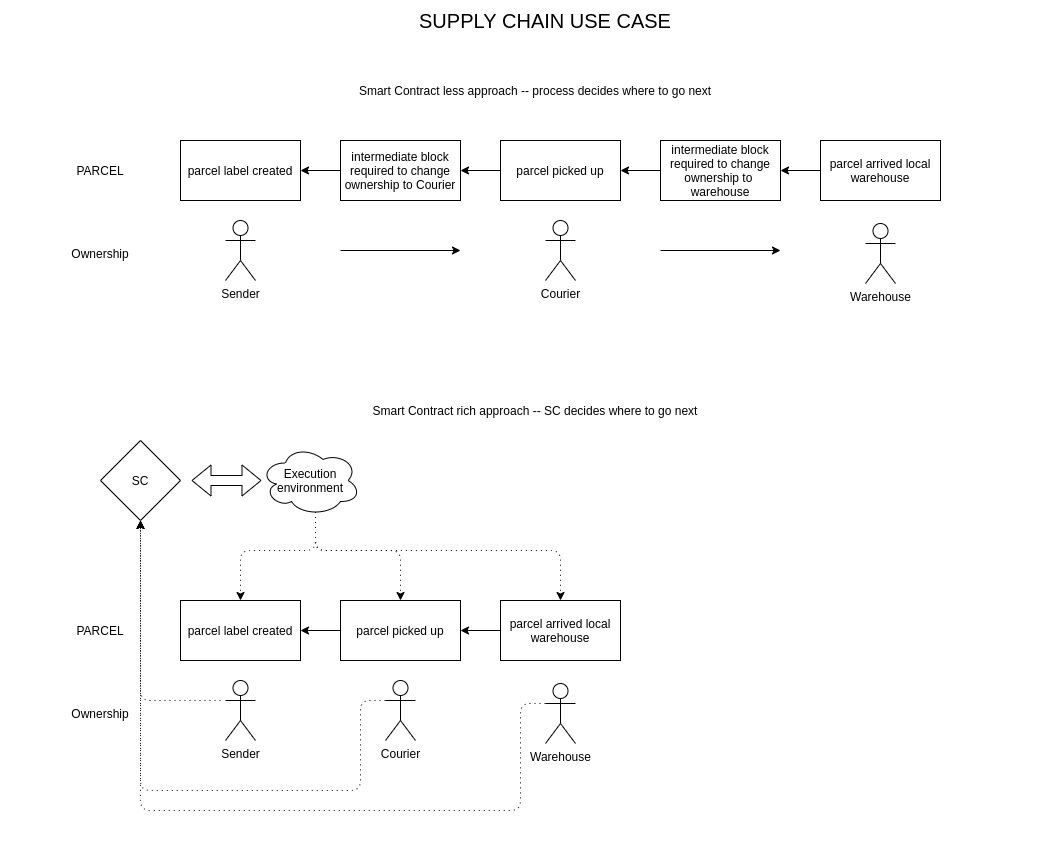 SUPPLY CHAIN USE CASE
Smart Contract less approach -- process decides where to go next
PARCEL
parcel label created
intermediate block
required to change
ownership to Courier
parcel picked up
intermediate block
required to change
ownership to
warehouse
parcel arrived local
warehouse
Ownership
Sender
Courier
Warehouse
Smart Contract rich approach -- SC decides where to go next
SC
Execution
environment
PARCEL
parcel label created
parcel picked up
parcel arrived local
warehouse
Ownership
Sender
Courier
Warehouse